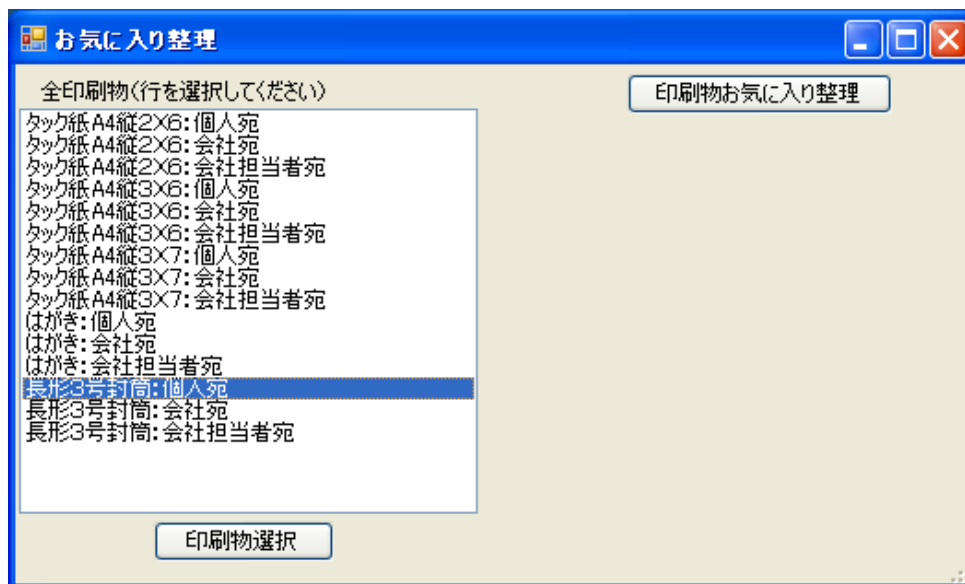 お気に入り整理
全印刷物(行を選択してください)
印刷物お気に入り整理
タック紙A4縦2×6:個人宛
タック紙A4縦2×6:会社宛
タック紙A4縦2×6:会社担当者宛
タック紙A4縦3×6:個人宛
タック紙A4縦3×6:会社宛
タック紙A4縦3×6:会社担当者宛
タック紙A4縦3×7:個人宛
タック紙A4縦3×7:会社宛
タック紙A4縦3×7:会社担当者宛
はがき:個人宛
はがき:会社宛
はがき:会社担当者宛
長形3号封筒:個人宛
長形3号封筒:会社宛
長形3号封筒:会社担当者宛
印刷物選択